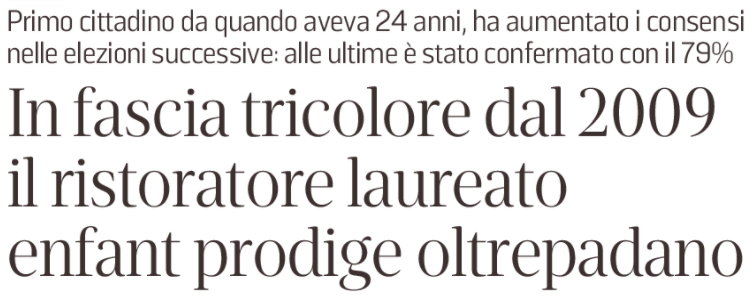 Primo cittadino da quando aveva 24 anni, ha aumentato i consensi
nelle elezioni successive: alle ultime è stato confermato con il 79%
In fascia tricolore dal 2009
il ristoratore laureato
enfant prodige oltrepadano